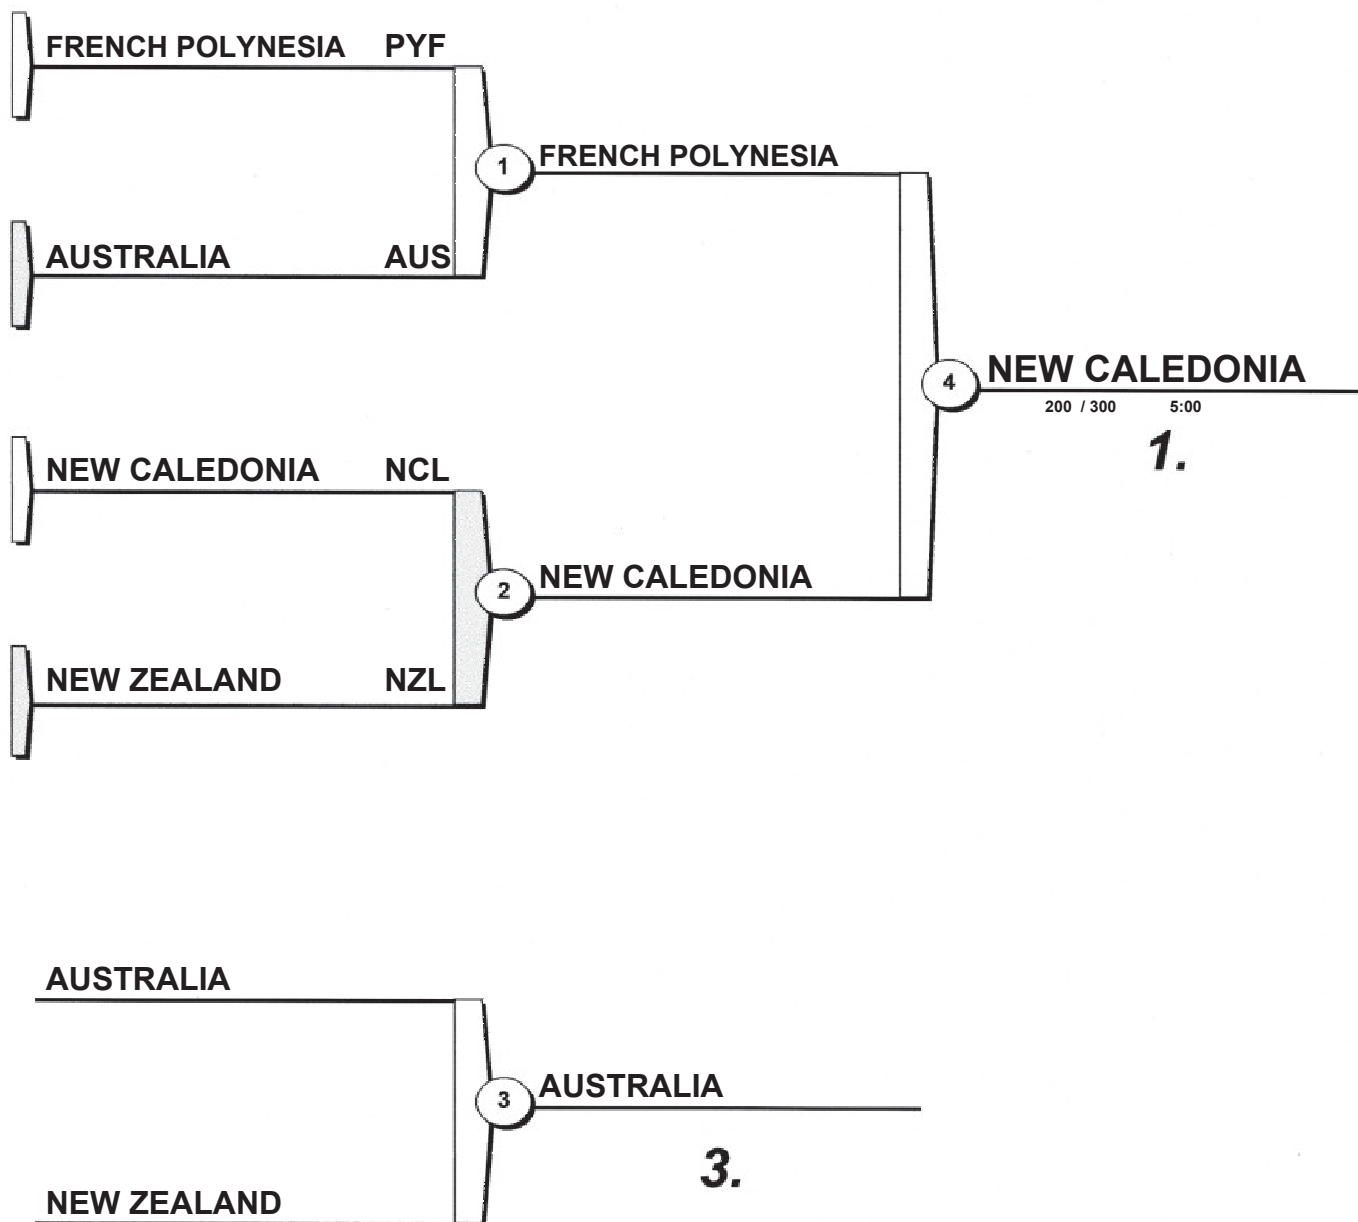 FRENCH POLYNESIA PYF
1 FRENCH POLYNESIA
AUSTRALIA AUS
4 NEW CALEDONIA
200 / 300 5:00
1.
NEW CALEDONIA NCL
2 NEW CALEDONIA
NEW ZEALAND NZL
AUSTRALIA
3 AUSTRALIA
3.
NEW ZEALAND